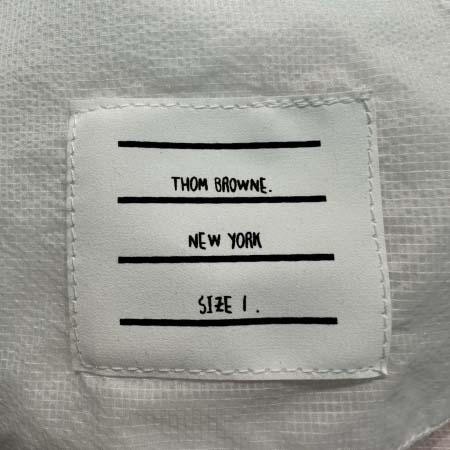 THOM BROWNE.
NEW YORK
SIZE 1 .